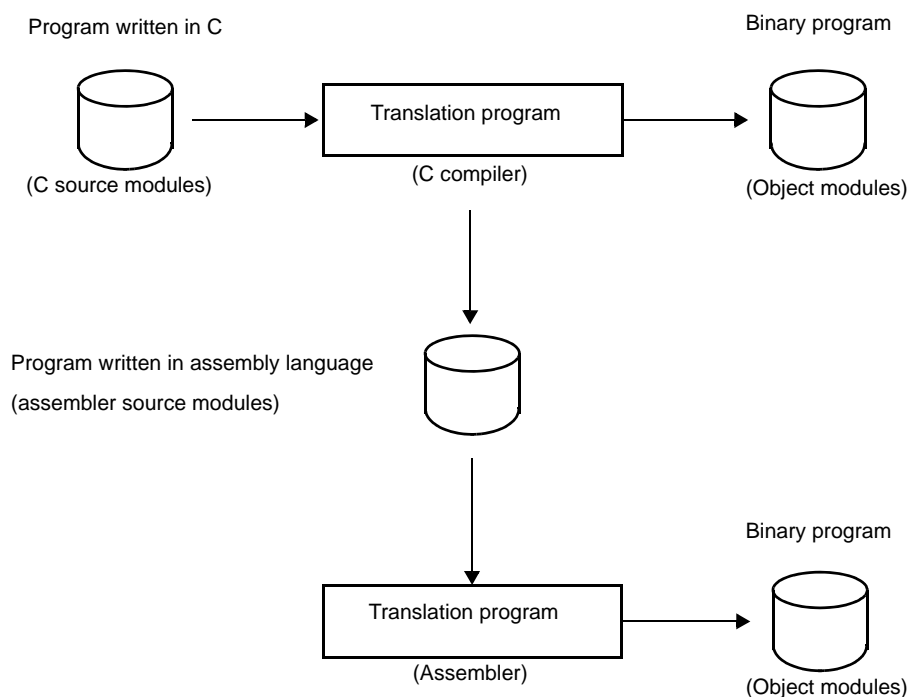 Program written in C
Binary program
Translation program
(C source modules)
(C compiler)
(Object modules)
Program written in assembly language
(assembler source modules)
Binary program
Translation program
(Assembler)
(Object modules)